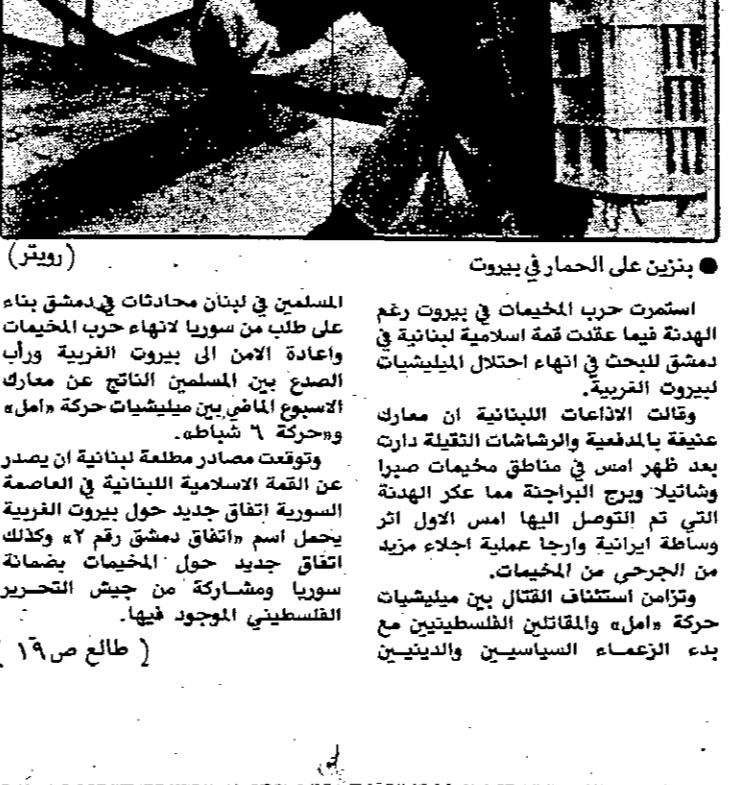 (رويتر)
● بنزين على الحمار في بيروت
استمرت حرب المخيمات في بيروت رغم
الهدنة فيما عقدت قمة اسلامية لبنانية في
دمشق للبحث في انهاء احتلال الميليشيات
لبيروت الغربية.
وقالت الاذاعات اللبنانية ان معارك
عنيفة بالمدفعية والرشاشات الثقيلة دارت
بعد ظهر امس في مناطق مخيمات صبرا
وشاتيلا وبرج البراجنة مما عكر الهدنة
التي تم التوصل اليها امس الاول اثر
وساطة ايرانية وارجا عملية اجلاء مزيد
من الجرحى من المخيمات.
وتزامن استئناف القتال بين ميليشيات
حركة «امل» والمقاتلين الفلسطينيين مع
بدء الزعماء السياسيين والدينيين
المسلمين في لبنان محادثات في دمشق بناء
على طلب من سوريا لانهاء حرب المخيمات
واعادة الامن الى بيروت الغربية ورأب
الصدع بين المسلمين الناتج عن معارك
الاسبوع الماضي بين ميليشيات حركة «امل»
و«حركة ٦ شباط».
وتوقعت مصادر مطلعة لبنانية ان يصدر
عن القمة الاسلامية اللبنانية في العاصمة
السورية اتفاق جديد حول بيروت الغربية
يحمل اسم «اتفاق دمشق رقم ٢» وكذلك
اتفاق جديد حول المخيمات بضمانة
سوريا ومشاركة من جيش التحرير
الفلسطيني الموجود فيها.
( طالع ص ١٩ )